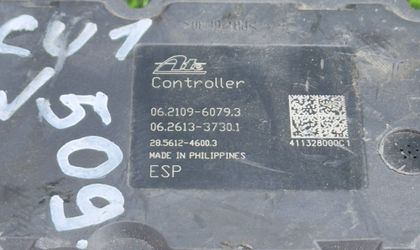 Ate
Controller
06.2109-6079.3
06.2613-3730.1
28.5612-4600.3
MADE IN PHILIPPINES
ESP
411328000C1
509.